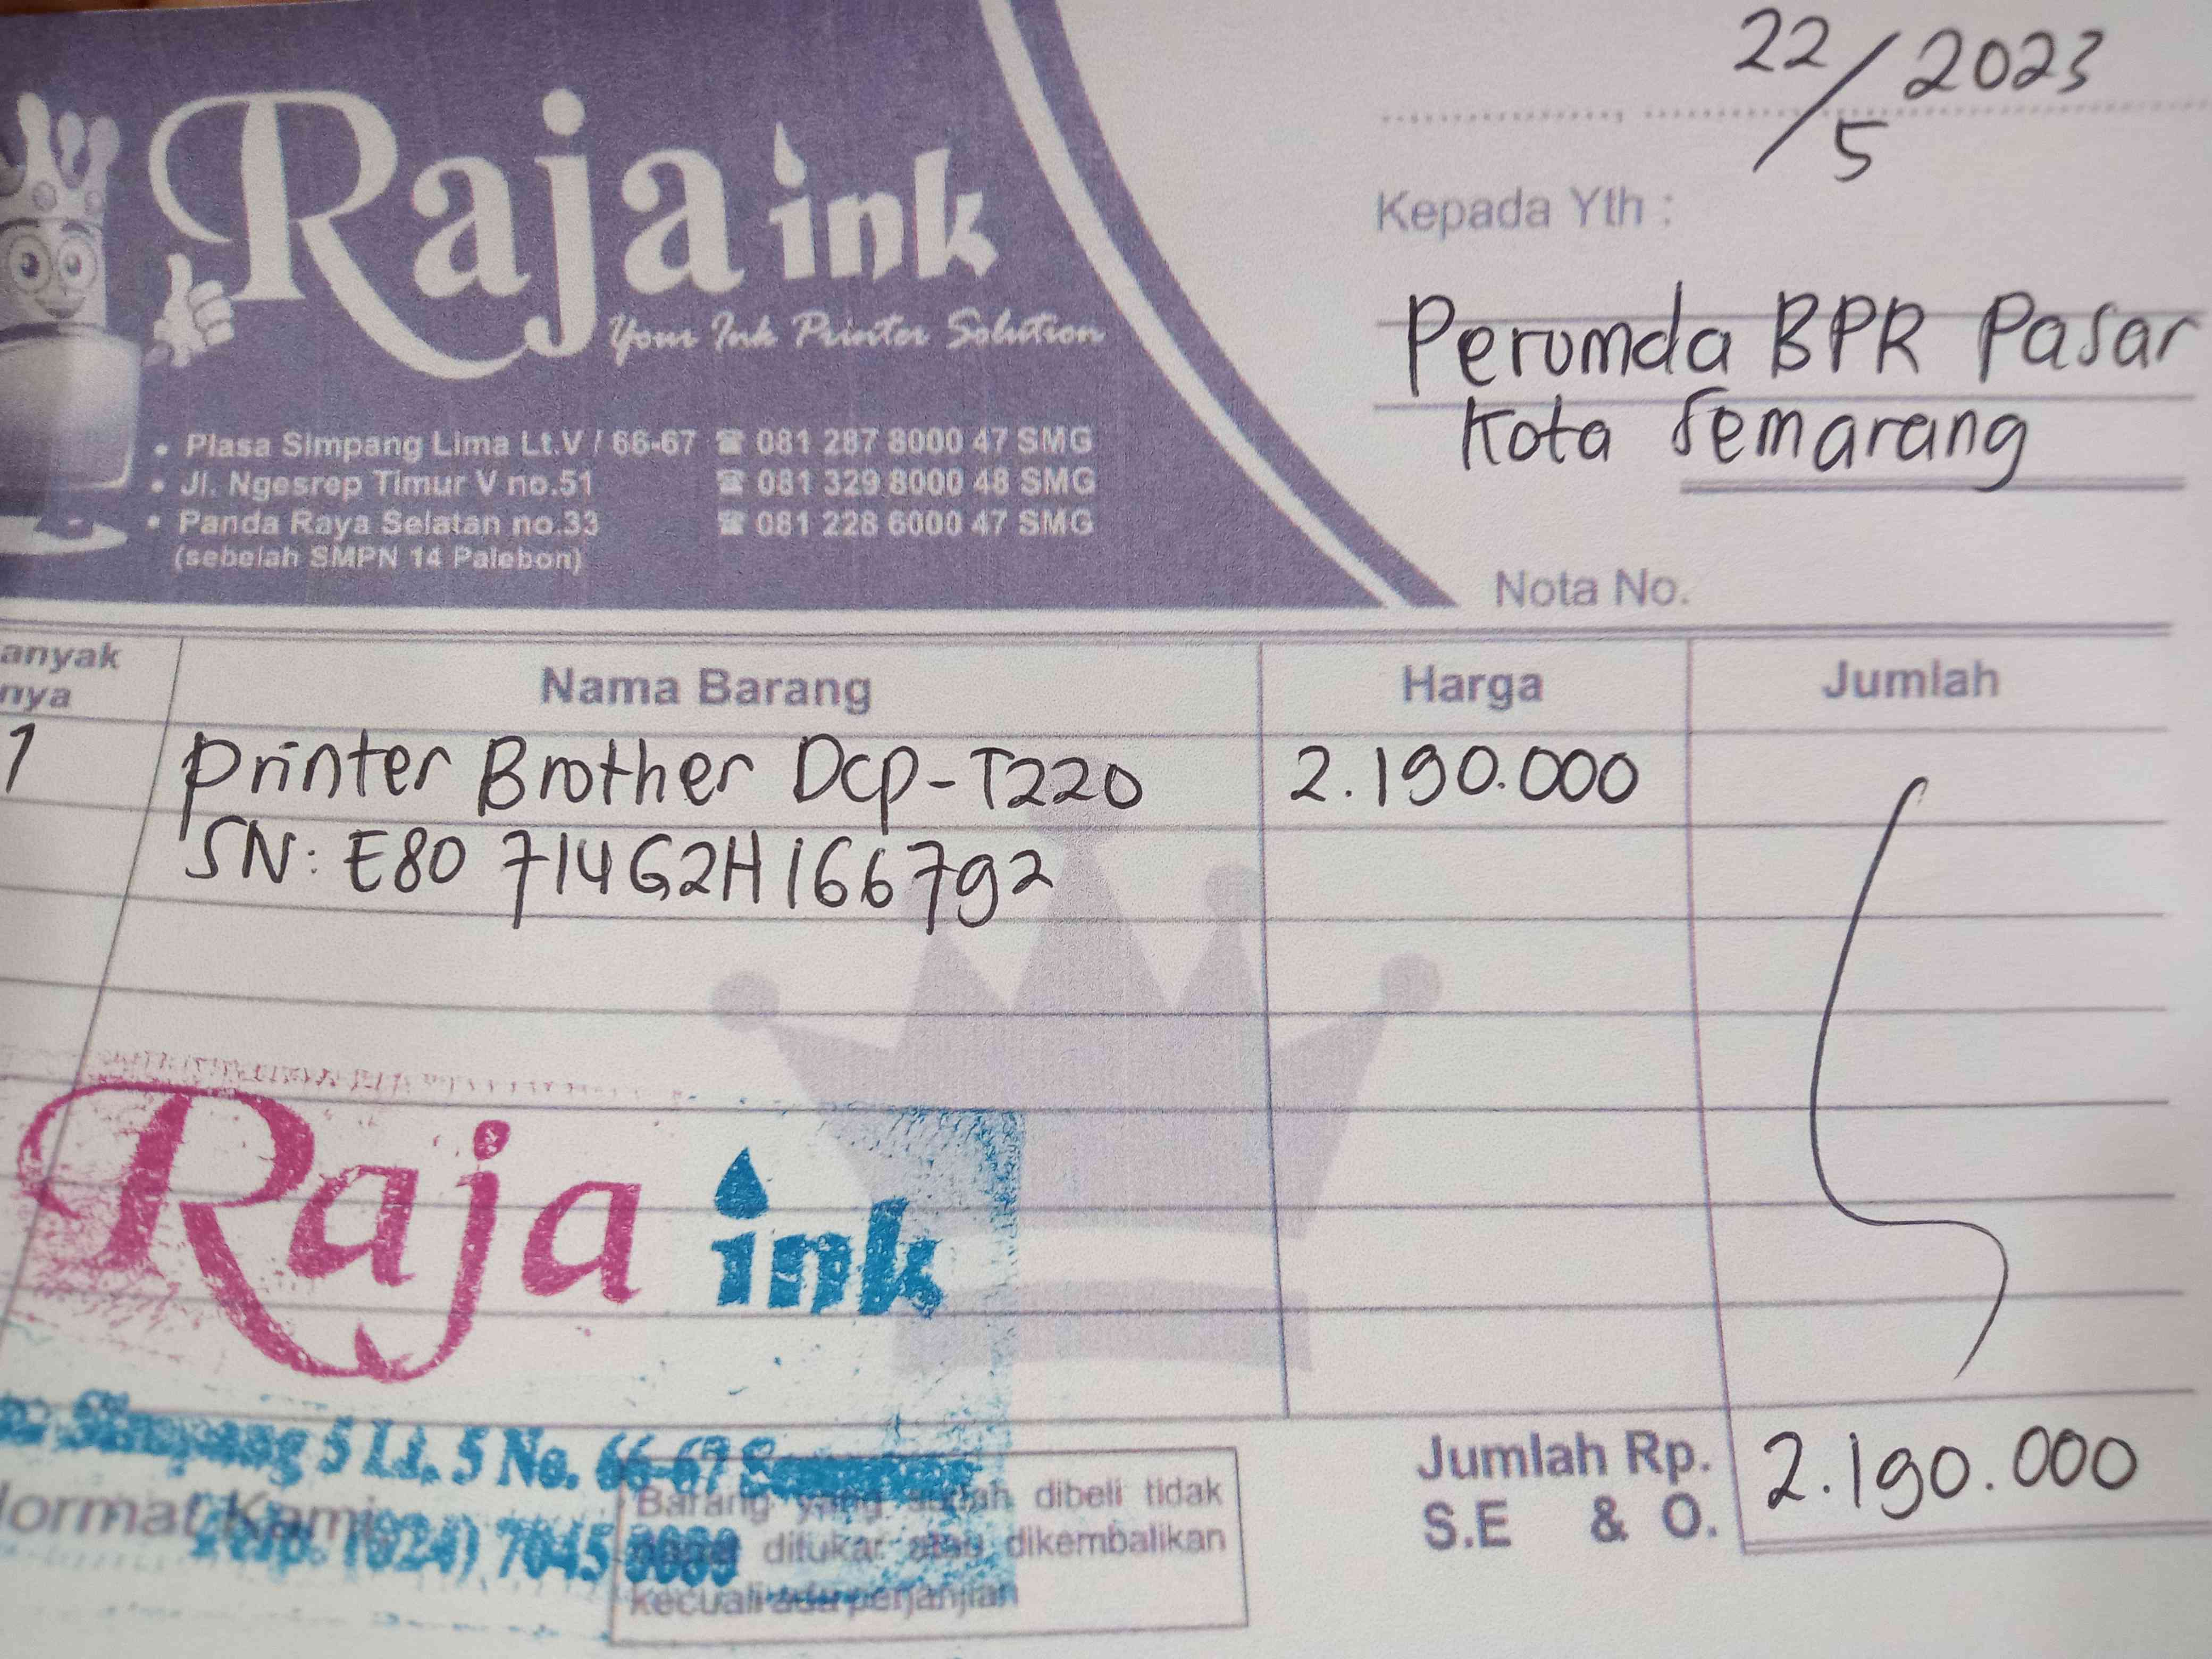 Raja ink
Your Ink Printer Solution
• Plasa Simpang Lima Lt.V / 66-67 ☎ 081 287 8000 47 SMG
• Jl. Ngesrep Timur V no.51 ☎ 081 329 8000 48 SMG
• Panda Raya Selatan no.33 ☎ 081 228 6000 47 SMG
(sebelah SMPN 14 Palebon)
22/5 2023
Kepada Yth :
Perumda BPR Pasar
Kota Semarang
Nota No.
anyak
nya
Nama Barang Harga Jumlah
1 Printer Brother Dcp-T220 2.190.000
SN: E80 714G2H166792
Raja ink
Simpang 5 Lt. 5 No. 66-67
Telp. (024) 7045
Hormat Kami,
Barang yang sudah dibeli tidak
dapat ditukar atau dikembalikan
kecuali ada perjanjian
Jumlah Rp. 2.190.000
S.E & O.